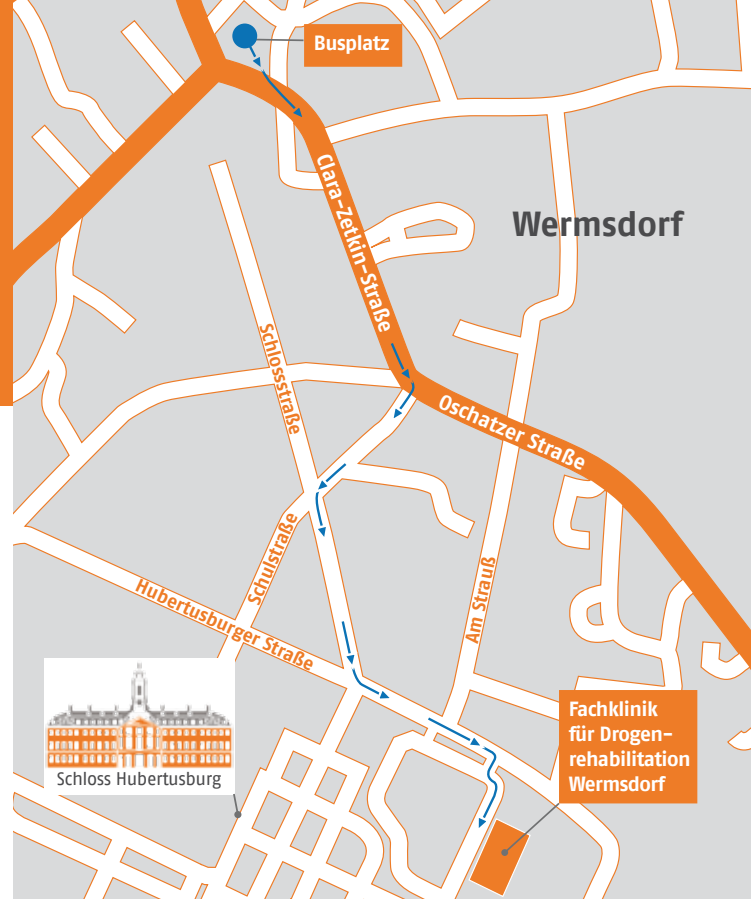 Busplatz
Clara-Zetkin-Straße
Wermsdorf
Schlossstraße
Oschatzer Straße
Schulstraße
Am Strauß
Hubertusburger Straße
Schloss Hubertusburg
Fachklinik
für Drogen-
rehabilitation
Wermsdorf